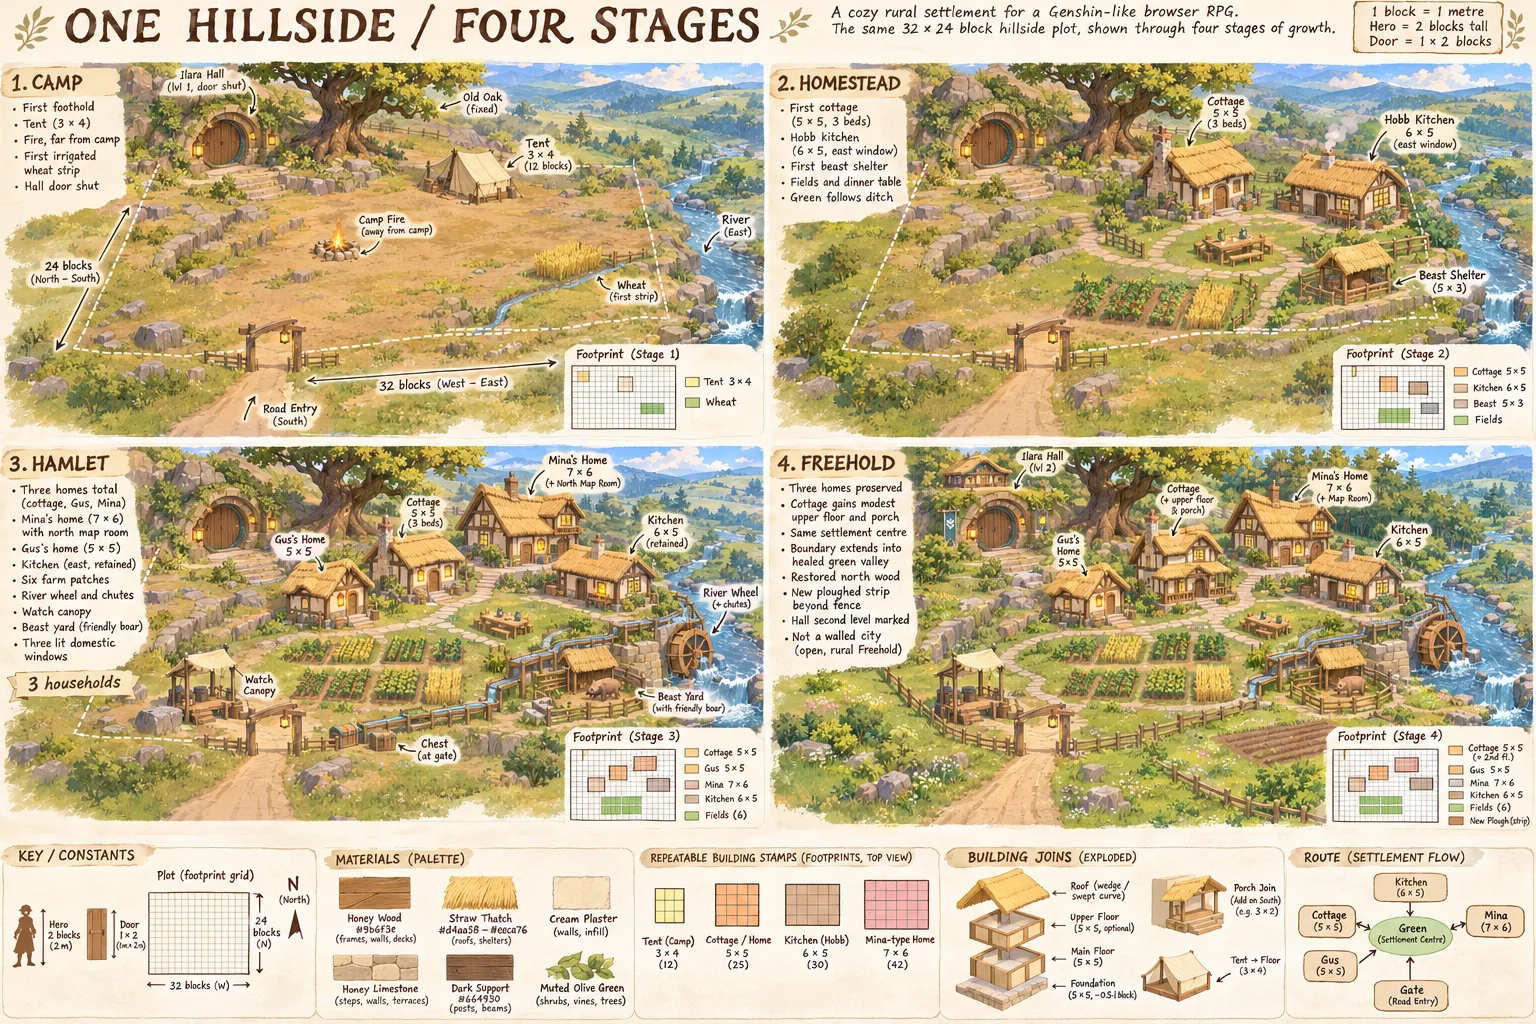 ONE HILLSIDE / FOUR STAGES
A cozy rural settlement for a Genshin-like browser RPG.
The same 32 × 24 block hillside plot, shown through four stages of growth.
1 block = 1 metre
Hero = 2 blocks tall
Door = 1 × 2 blocks
1. CAMP
• First foothold
• Tent (3 × 4)
• Fire, far from camp
• First irrigated
wheat strip
• Hall door shut
Ilara Hall
(lvl 1, door shut)
Old Oak
(fixed)
Tent
3 × 4
(12 blocks)
Camp Fire
(away from camp)
River
(East)
24 blocks
(North – South)
Wheat
(first strip)
32 blocks (West – East)
Road Entry
(South)
Footprint (Stage 1)
Tent 3 × 4
Wheat
2. HOMESTEAD
• First cottage
(5 × 5, 3 beds)
• Hobb kitchen
(6 × 5, east window)
• First beast shelter
• Fields and dinner table
• Green follows ditch
Cottage
5 × 5
(3 beds)
Hobb Kitchen
6 × 5
(east window)
Beast Shelter
(5 × 3)
Footprint (Stage 2)
Cottage 5 × 5
Kitchen 6 × 5
Beast 5 × 3
Fields
3. HAMLET
• Three homes total
(cottage, Gus, Mina)
• Mina's home (7 × 6)
with north map room
• Gus's home (5 × 5)
• Kitchen (east, retained)
• Six farm patches
• River wheel and chutes
• Watch canopy
• Beast yard (friendly boar)
• Three lit domestic
windows
3 households
Mina's Home
7 × 6
(+ North Map Room)
Cottage
5 × 5
(3 beds)
Gus's Home
5 × 5
Kitchen
6 × 5
(retained)
River Wheel
(+ chutes)
Watch
Canopy
Beast Yard
(with friendly boar)
Chest
(at gate)
Footprint (Stage 3)
Cottage 5 × 5
Gus 5 × 5
Mina 7 × 6
Kitchen 6 × 5
Fields (6)
4. FREEHOLD
• Three homes preserved
• Cottage gains modest
upper floor and porch
• Same settlement centre
• Boundary extends into
healed green valley
• Restored north wood
• New ploughed strip
beyond fence
• Hall second level marked
• Not a walled city
(open, rural Freehold)
Ilara Hall
(lvl 2)
Cottage
(+ upper floor
& porch)
Mina's Home
7 × 6
(+ Map Room)
Gus's
Home
5×5
Kitchen
6 × 5
Footprint (Stage 4)
Cottage 5 × 5
2nd fl.)
Gus 5 × 5
Mina 7 × 6
Kitchen 6 × 5
Fields (6)
New Plough (strip)
KEY / CONSTANTS
Plot (footprint grid)
Hero
2 blocks
(2m)
Door
1 × 2
(1m × 2m)
24
blocks
(N)
N
(North)
32 blocks (W)
MATERIALS (PALETTE)
Honey Wood
#9b6f3e
(frames, walls, decks)
Straw Thatch
#d4aa58 – #eeca76
(roofs, shelters)
Cream Plaster
(walls, infill)
Honey Limestone
(steps, walls, terraces)
Dark Support
#664930
(posts, beams)
Muted Olive Green
(shrubs, vines, trees)
REPEATABLE BUILDING STAMPS (FOOTPRINTS, TOP VIEW)
Tent (Camp)
3 × 4
(12)
Cottage / Home
5 × 5
(25)
Kitchen (Hobb)
6 × 5
(30)
Mina-type Home
7 × 6
(42)
BUILDING JOINS (EXPLODED)
Roof (wedge /
swept curve)
Upper Floor
(5 × 5, optional)
Main Floor
(5 × 5)
Foundation
(5 × 5, –0.5–1 block)
Porch Join
(Add on South)
(e.g. 3 × 2)
Tent → Floor
(3 × 4)
ROUTE (SETTLEMENT FLOW)
Kitchen
(6 × 5)
Cottage
(5 × 5)
Green
(Settlement Centre)
Mina
(7 × 6)
Gus
(5 × 5)
Gate
(Road Entry)